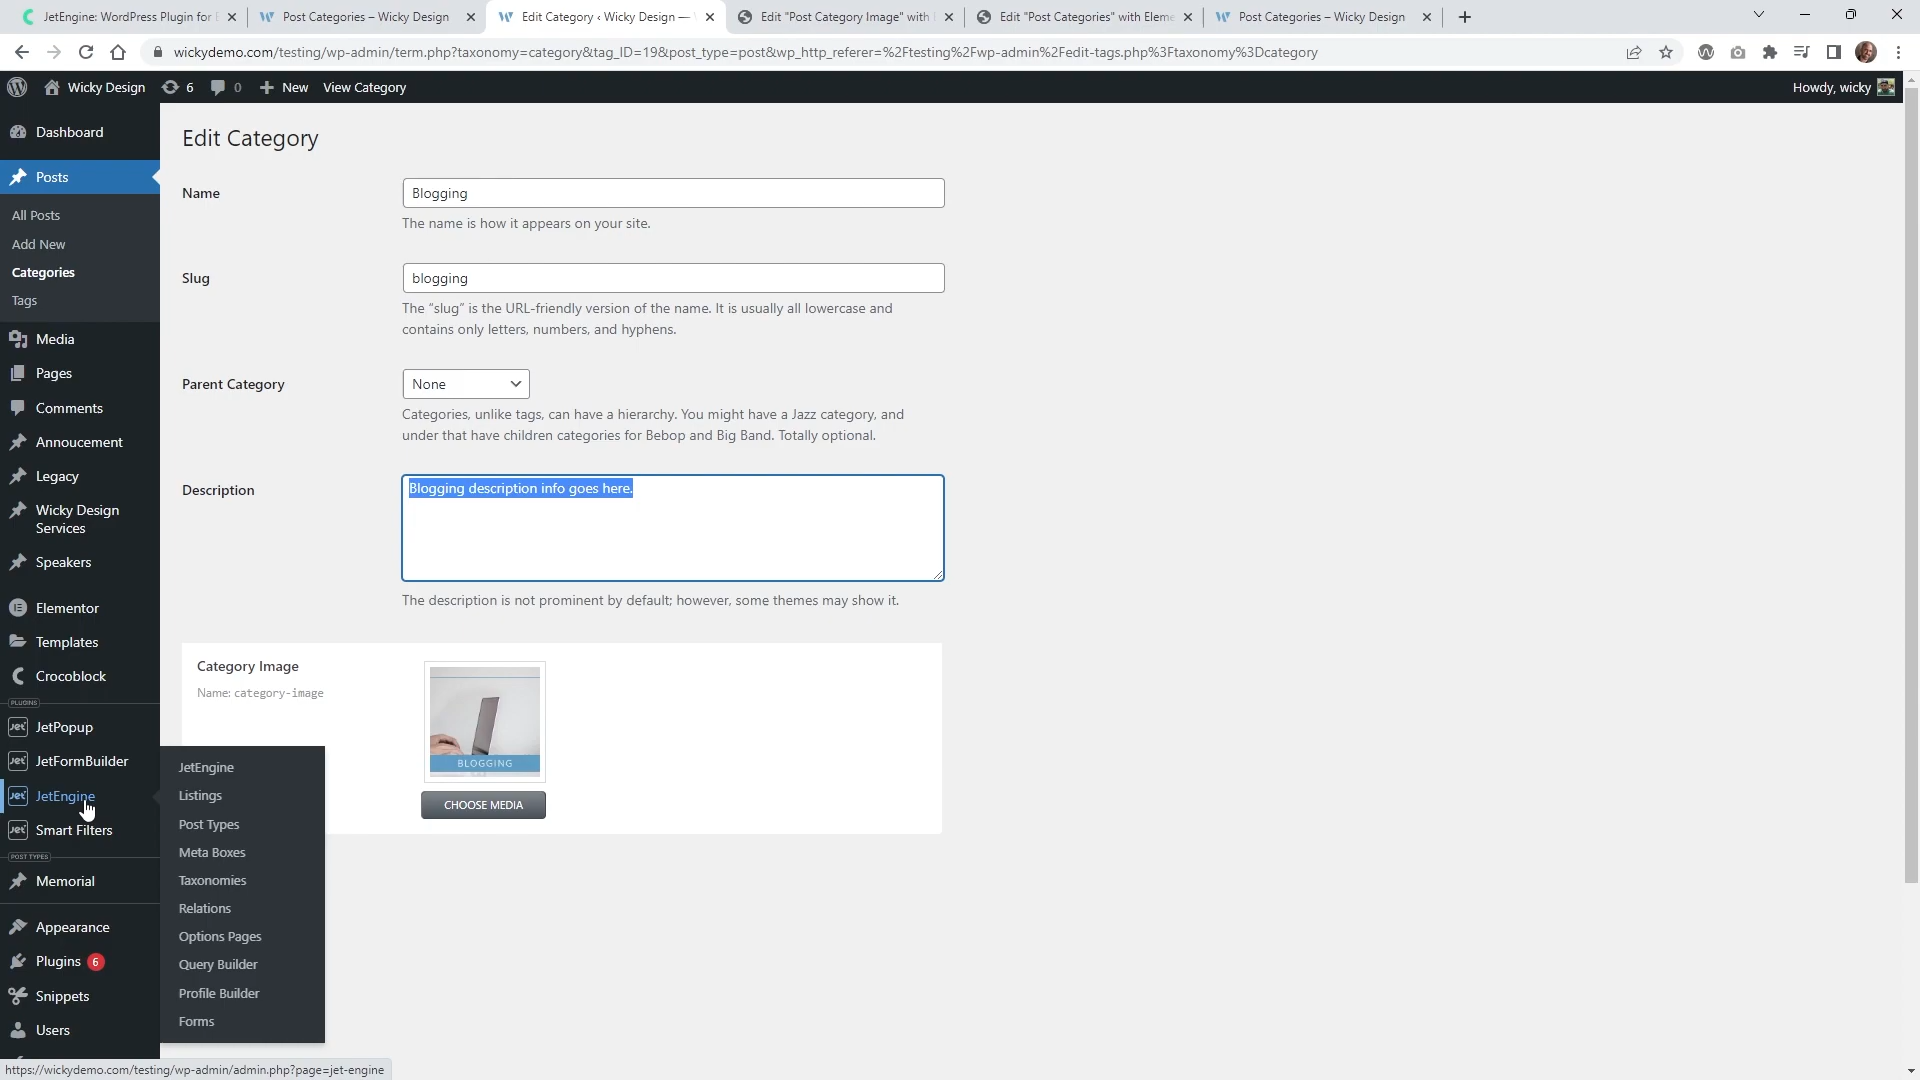 JetEngine: WordPress Plugin for
Post Categories – Wicky Design
Edit Category ‹ Wicky Design —
Edit "Post Category Image" with
Edit "Post Categories" with Eleme
Post Categories – Wicky Design
wickydemo.com/testing/wp-admin/term.php?taxonomy=category&tag_ID=19&post_type=post&wp_http_referer=%2Ftesting%2Fwp-admin%2Fedit-tags.php%3Ftaxonomy%3Dcategory
Wicky Design
6
0
New
View Category
Howdy, wicky
Dashboard
Posts
All Posts
Add New
Categories
Tags
Media
Pages
Comments
Annoucement
Legacy
Wicky Design
Services
Speakers
Elementor
Templates
Crocoblock
PLUGINS
Jet JetPopup
Jet JetFormBuilder
Jet JetEngine
Jet Smart Filters
POST TYPES
Memorial
Appearance
Plugins 6
Snippets
Users
JetEngine
Listings
Post Types
Meta Boxes
Taxonomies
Relations
Options Pages
Query Builder
Profile Builder
Forms
Edit Category
Name
Blogging
The name is how it appears on your site.
Slug
blogging
The “slug” is the URL-friendly version of the name. It is usually all lowercase and
contains only letters, numbers, and hyphens.
Parent Category
None
Categories, unlike tags, can have a hierarchy. You might have a Jazz category, and
under that have children categories for Bebop and Big Band. Totally optional.
Description
Blogging description info goes here.
The description is not prominent by default; however, some themes may show it.
Category Image
Name: category-image
BLOGGING
CHOOSE MEDIA
https://wickydemo.com/testing/wp-admin/admin.php?page=jet-engine